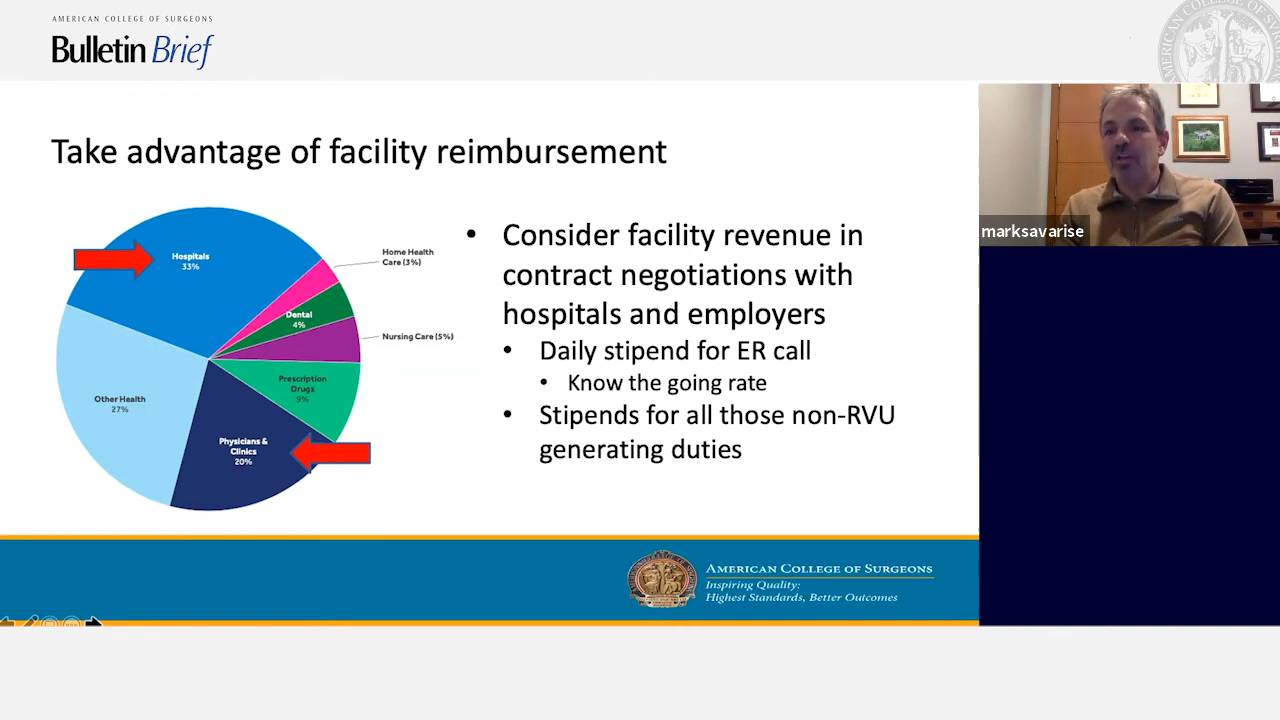 AMERICAN COLLEGE OF SURGEONS
Bulletin Brief
Take advantage of facility reimbursement
Hospitals
33%
Home Health
Care (3%)
Dental
4%
Nursing Care (5%)
Prescription
Drugs
9%
Other Health
27%
Physicians &
Clinics
20%
• Consider facility revenue in
contract negotiations with
hospitals and employers
• Daily stipend for ER call
• Know the going rate
• Stipends for all those non-RVU
generating duties
marksavarise
AMERICAN COLLEGE OF SURGEONS
Inspiring Quality:
Highest Standards, Better Outcomes